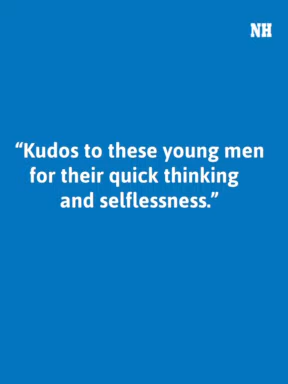 NH
“Kudos to these young men
for their quick thinking
and selflessness.”